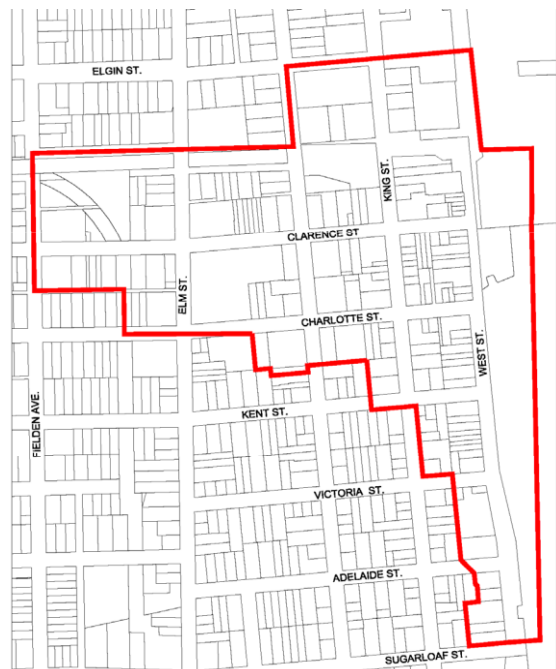 ELGIN ST.
KING ST.
CLARENCE ST
ELM ST.
CHARLOTTE ST.
WEST ST.
FIELDEN AVE.
KENT ST.
VICTORIA ST.
ADELAIDE ST.
SUGARLOAF ST.